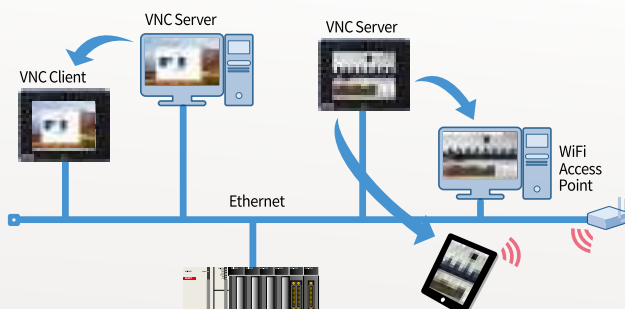 VNC Server
VNC Server
VNC Client
WiFi
Access
Point
Ethernet